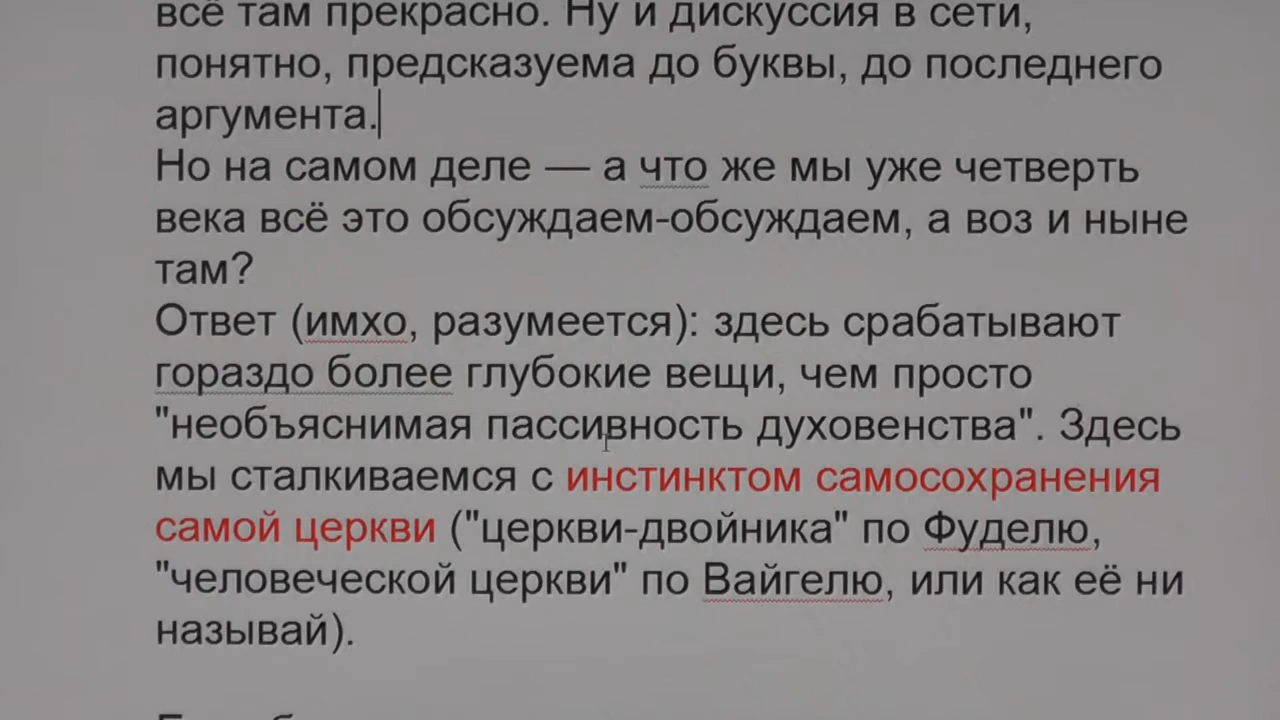 всё там прекрасно. Ну и дискуссия в сети,
понятно, предсказуема до буквы, до последнего
аргумента.
Но на самом деле — а что же мы уже четверть
века всё это обсуждаем-обсуждаем, а воз и ныне
там?
Ответ (имхо, разумеется): здесь срабатывают
гораздо более глубокие вещи, чем просто
"необъяснимая пассивность духовенства". Здесь
мы сталкиваемся с инстинктом самосохранения
самой церкви ("церкви-двойника" по Фуделю,
"человеческой церкви" по Вайгелю, или как её ни
называй).